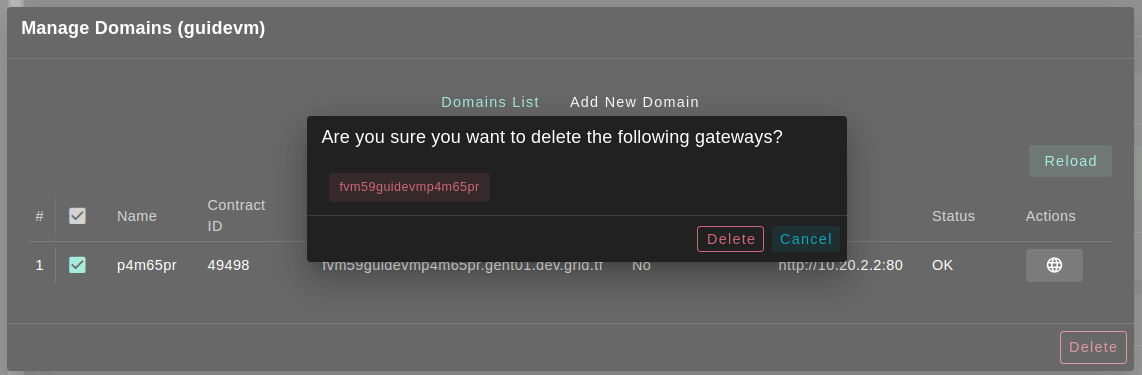 Manage Domains (guidevm)
Domains List Add New Domain
Are you sure you want to delete the following gateways?
fvm59guidevmp4m65pr
Delete Cancel
Reload
# Name Contract ID Status Actions
1 p4m65pr 49498 fvm59guidevmp4m65pr.gent01.dev.grid.tf No http://10.20.2.2:80 OK
Delete